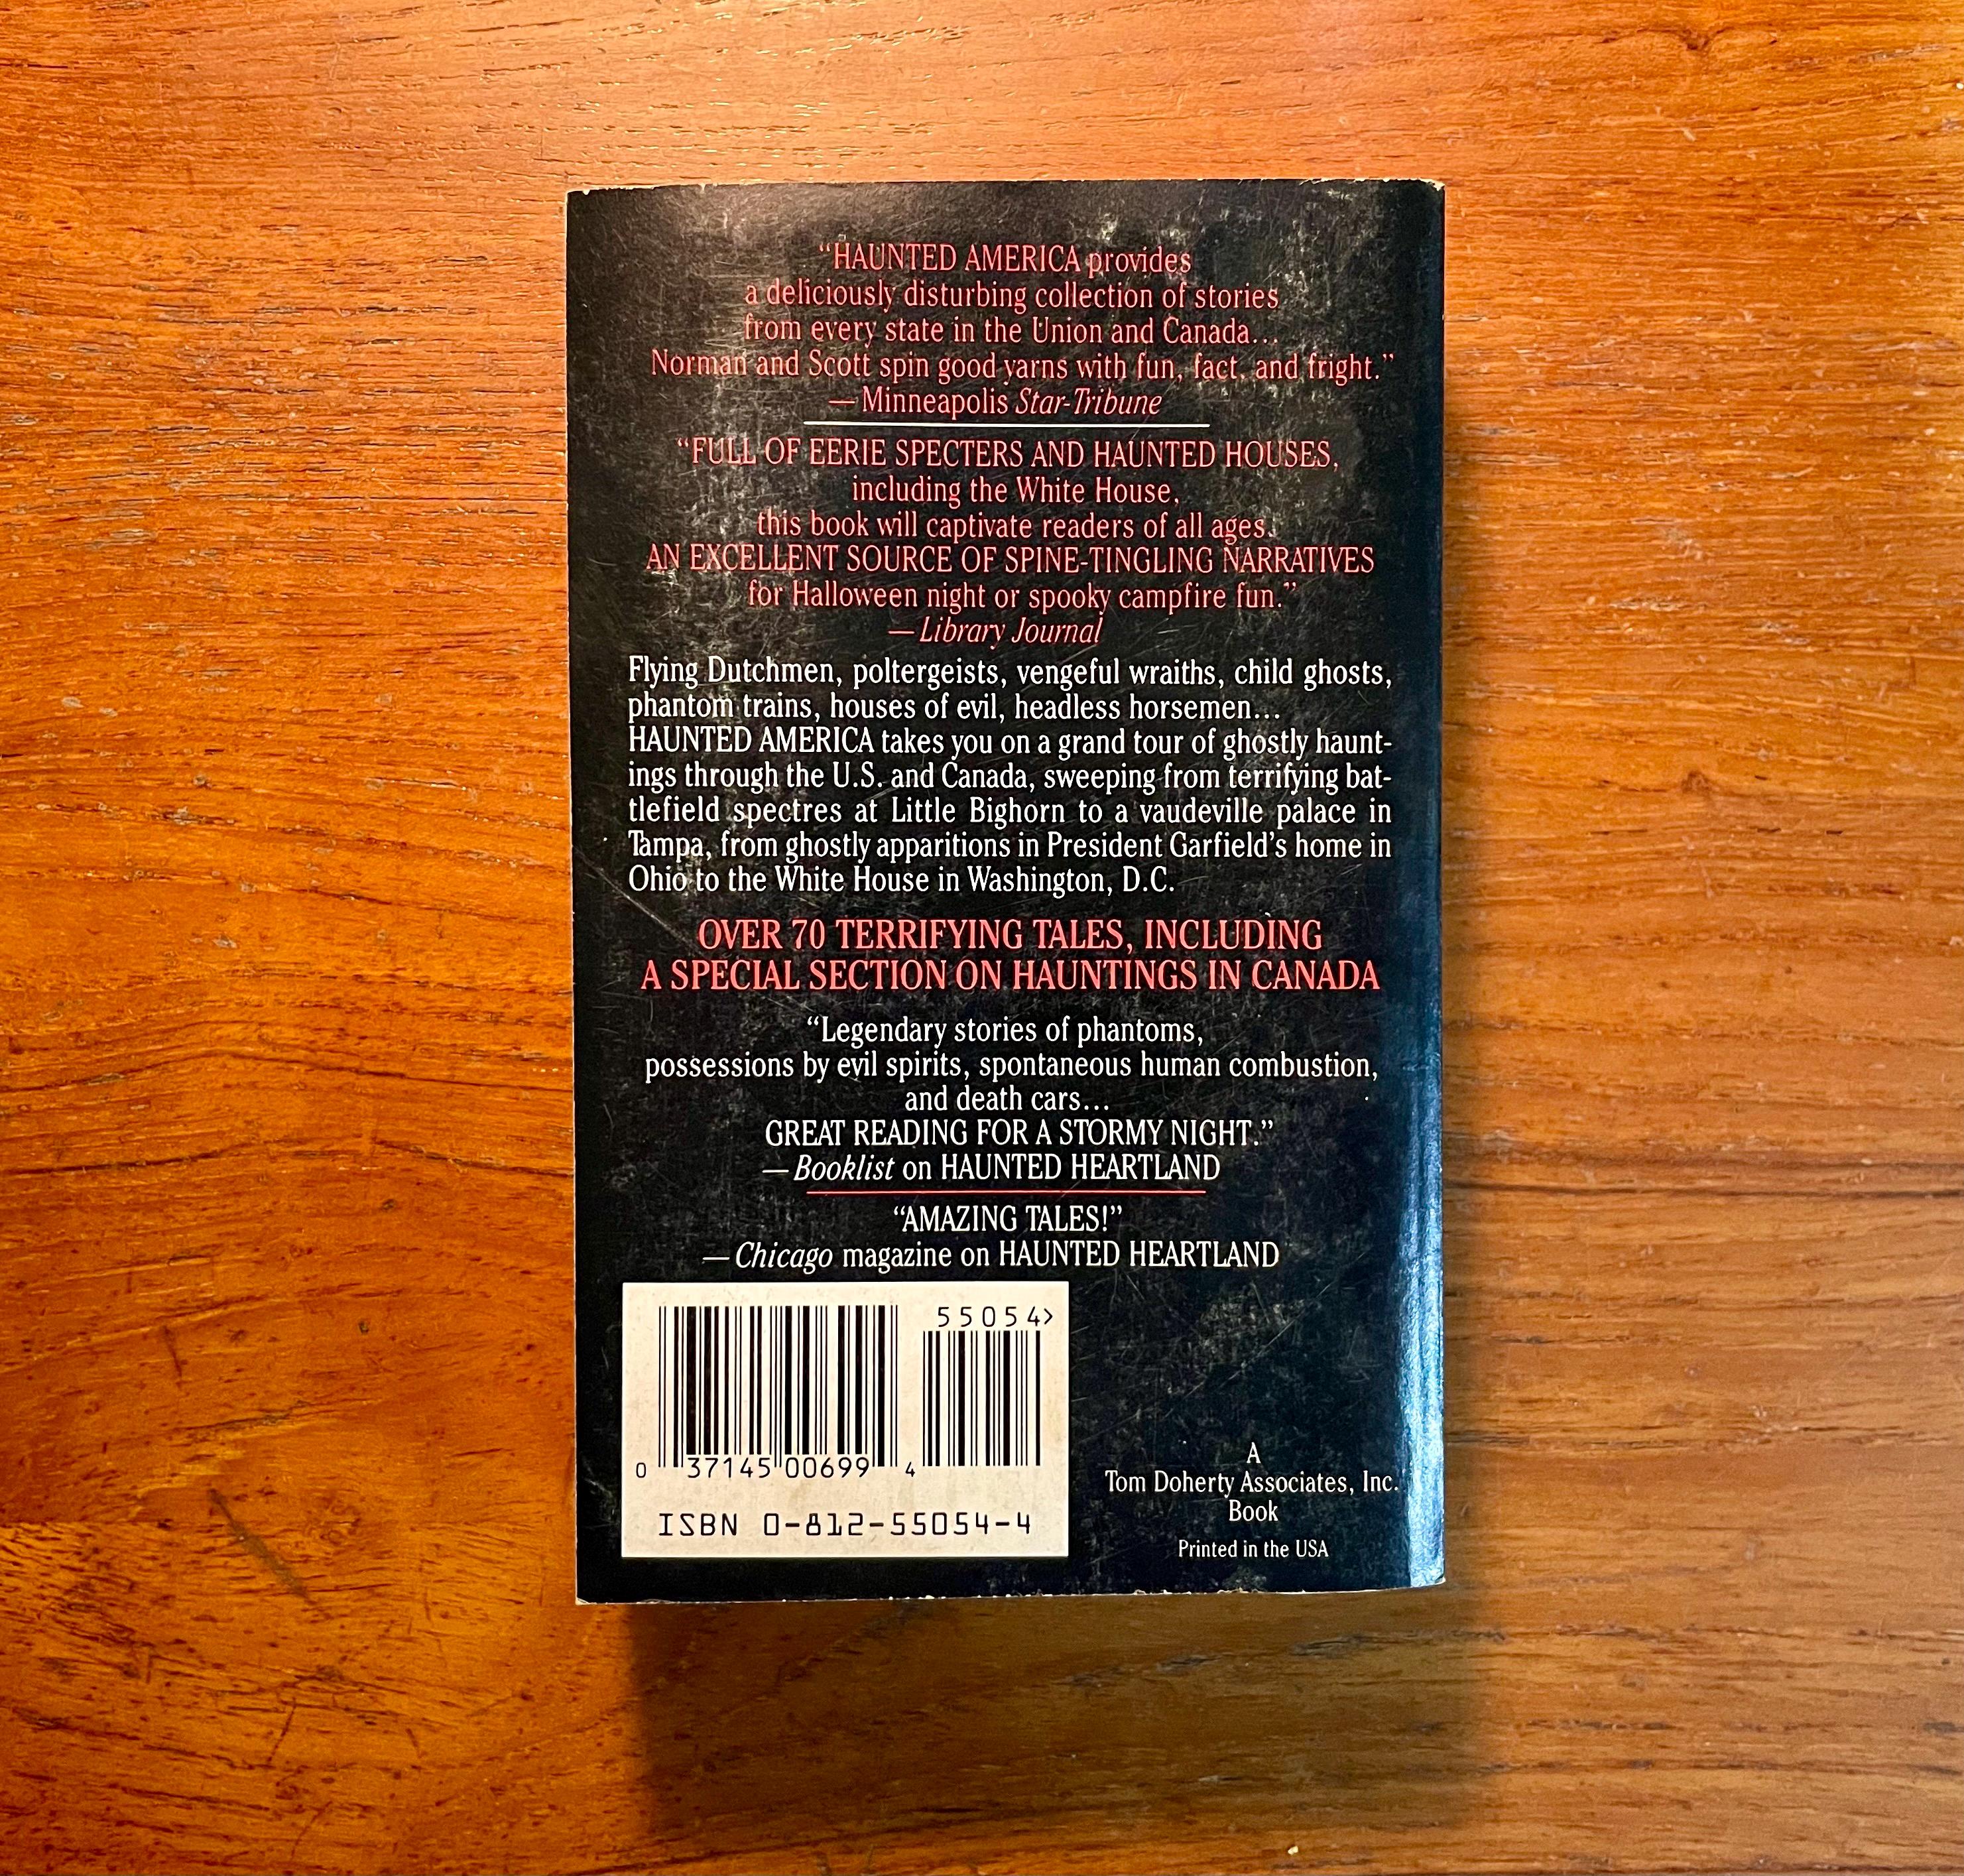 “HAUNTED AMERICA provides
a deliciously disturbing collection of stories
from every state in the Union and Canada...
Norman and Scott spin good yarns with fun, fact, and fright.”
—Minneapolis Star-Tribune
“FULL OF EERIE SPECTERS AND HAUNTED HOUSES,
including the White House,
this book will captivate readers of all ages.
AN EXCELLENT SOURCE OF SPINE-TINGLING NARRATIVES
for Halloween night or spooky campfire fun.”
—Library Journal
Flying Dutchmen, poltergeists, vengeful wraiths, child ghosts,
phantom trains, houses of evil, headless horsemen...
HAUNTED AMERICA takes you on a grand tour of ghostly haunt-
ings through the U.S. and Canada, sweeping from terrifying bat-
tlefield spectres at Little Bighorn to a vaudeville palace in
Tampa, from ghostly apparitions in President Garfield’s home in
Ohio to the White House in Washington, D.C.
OVER 70 TERRIFYING TALES, INCLUDING
A SPECIAL SECTION ON HAUNTINGS IN CANADA
“Legendary stories of phantoms,
possessions by evil spirits, spontaneous human combustion,
and death cars...
GREAT READING FOR A STORMY NIGHT.”
—Booklist on HAUNTED HEARTLAND
“AMAZING TALES!”
—Chicago magazine on HAUNTED HEARTLAND
55054>
0 37145 00699 4
ISBN 0-812-55054-4
A
Tom Doherty Associates, Inc.
Book
Printed in the USA